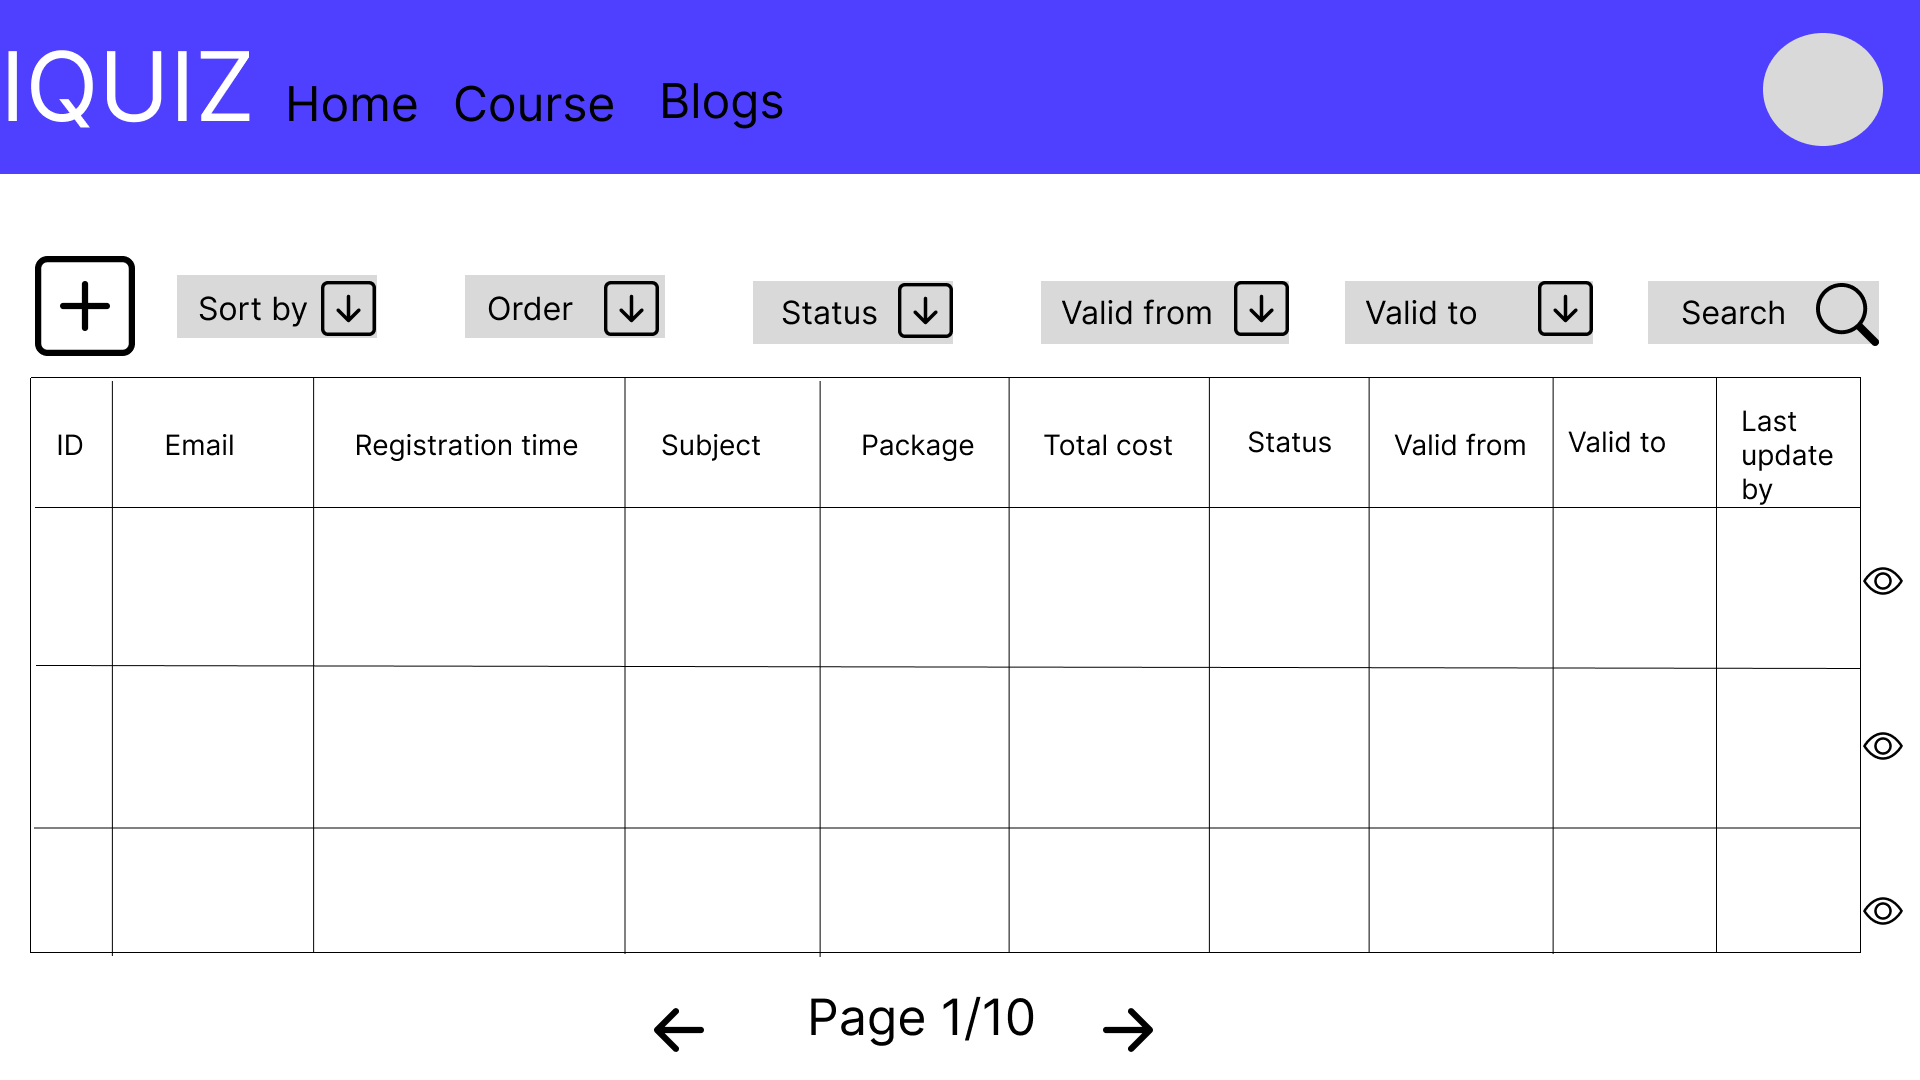 IQUIZ Home Course Blogs
Sort by Order Status Valid from Valid to Search
ID Email Registration time Subject Package Total cost Status Valid from Valid to Last
update
by
Page 1/10